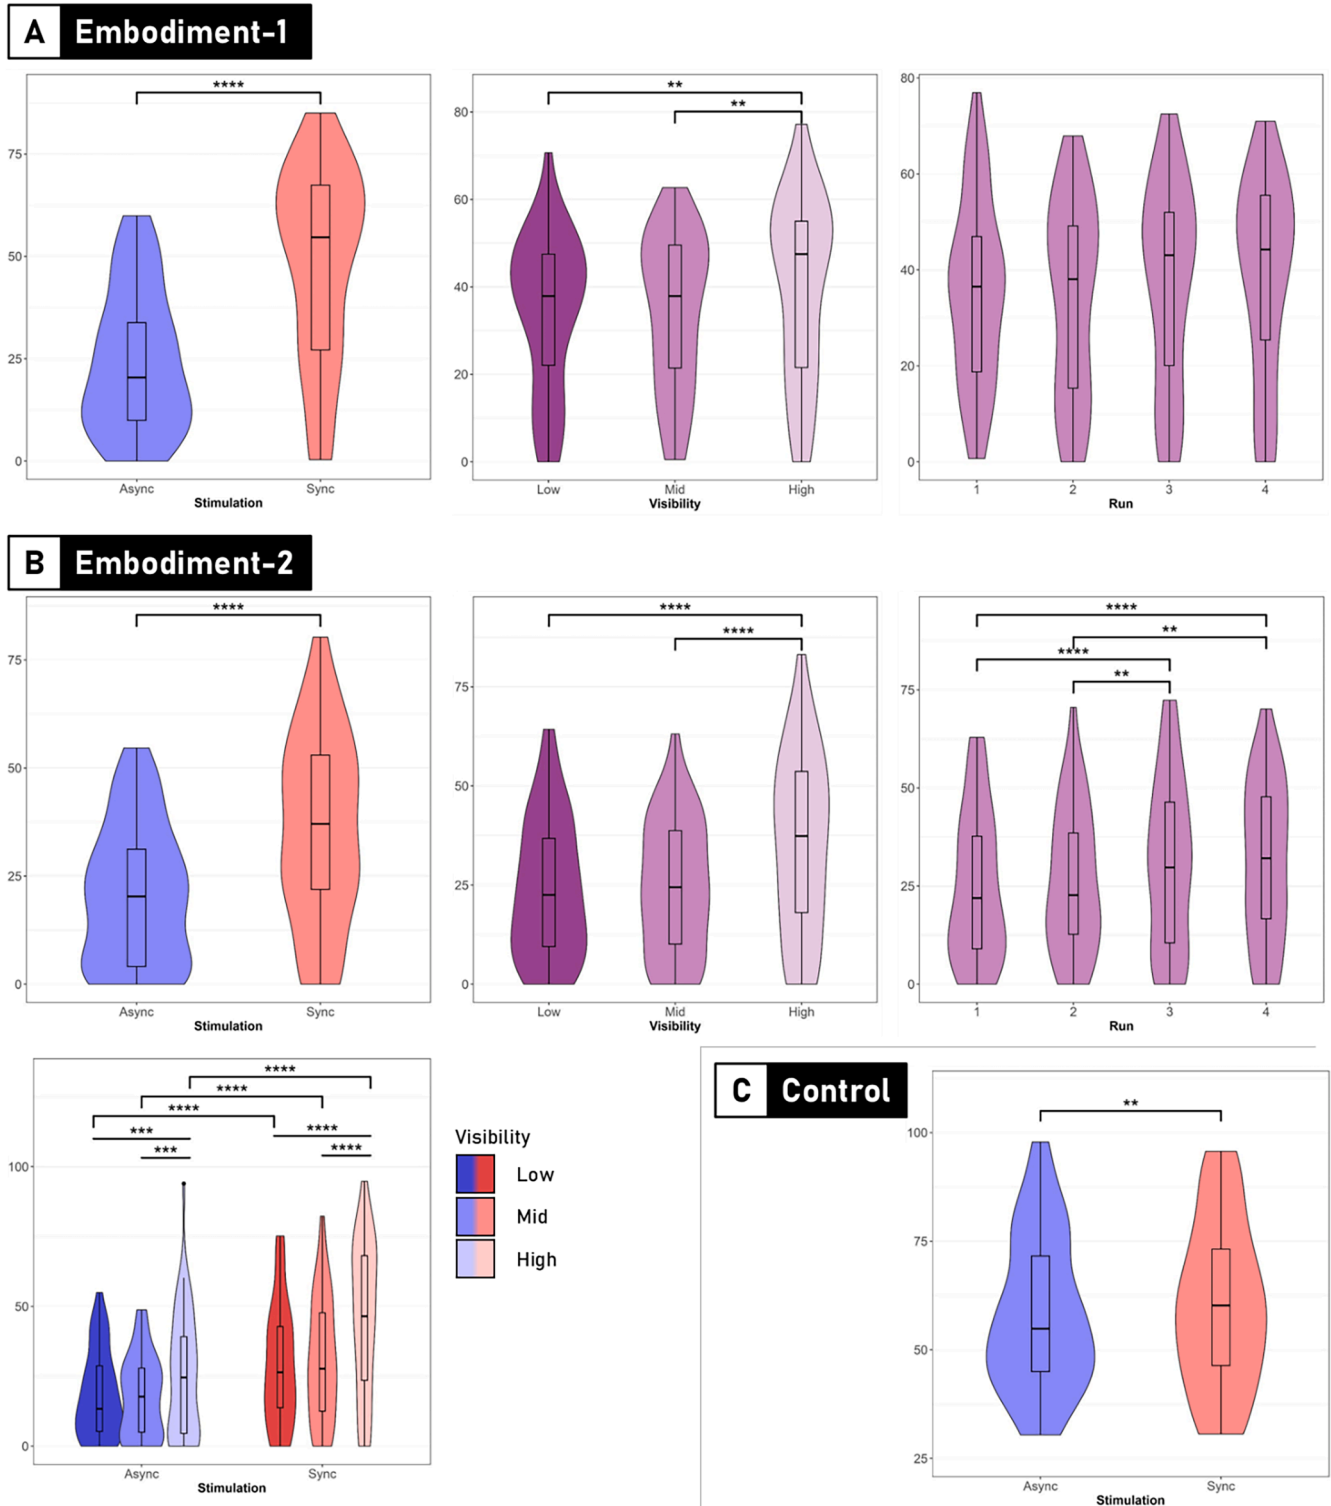 A Embodiment-1
****
75
50
25
0
Async Sync
Stimulation
**
**
80
60
40
20
0
Low Mid High
Visibility
80
60
40
20
0
1 2 3 4
Run
B Embodiment-2
****
75
50
25
0
Async Sync
Stimulation
****
****
75
50
25
0
Low Mid High
Visibility
****
**
****
**
75
50
25
0
1 2 3 4
Run
****
****
****
*** ****
*** ****
100
50
0
Async Sync
Stimulation
Visibility
Low
Mid
High
C Control
**
100
75
50
25
Async Sync
Stimulation